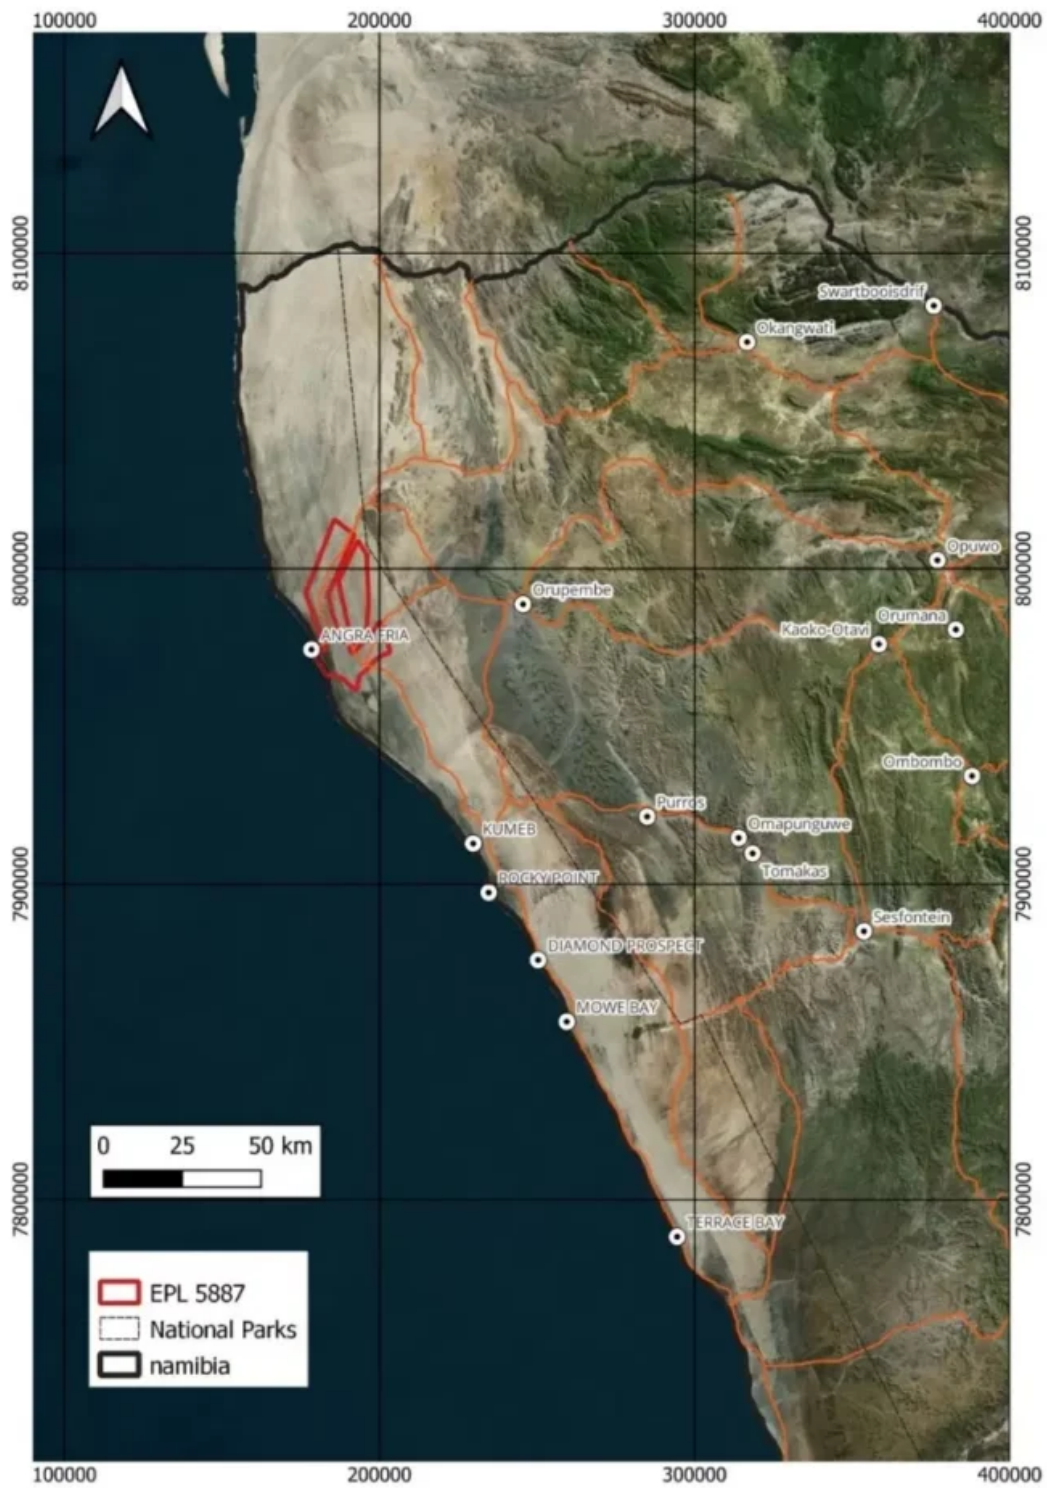 100000 200000 300000 400000
8100000
8100000
Swartbooisdrif
Okangwati
8000000
8000000
Opuwo
Orupembe
Orumana
Kaoko-Otavi
ANGRA FRIA
Ombombo
Purros
Omapunguwe
KUMEB
Tomakas
7900000
7900000
ROCKY POINT
Sesfontein
DIAMOND PROSPECT
MOWE BAY
0 25 50 km
7800000
7800000
TERRACE BAY
EPL 5887
National Parks
namibia
100000 200000 300000 400000